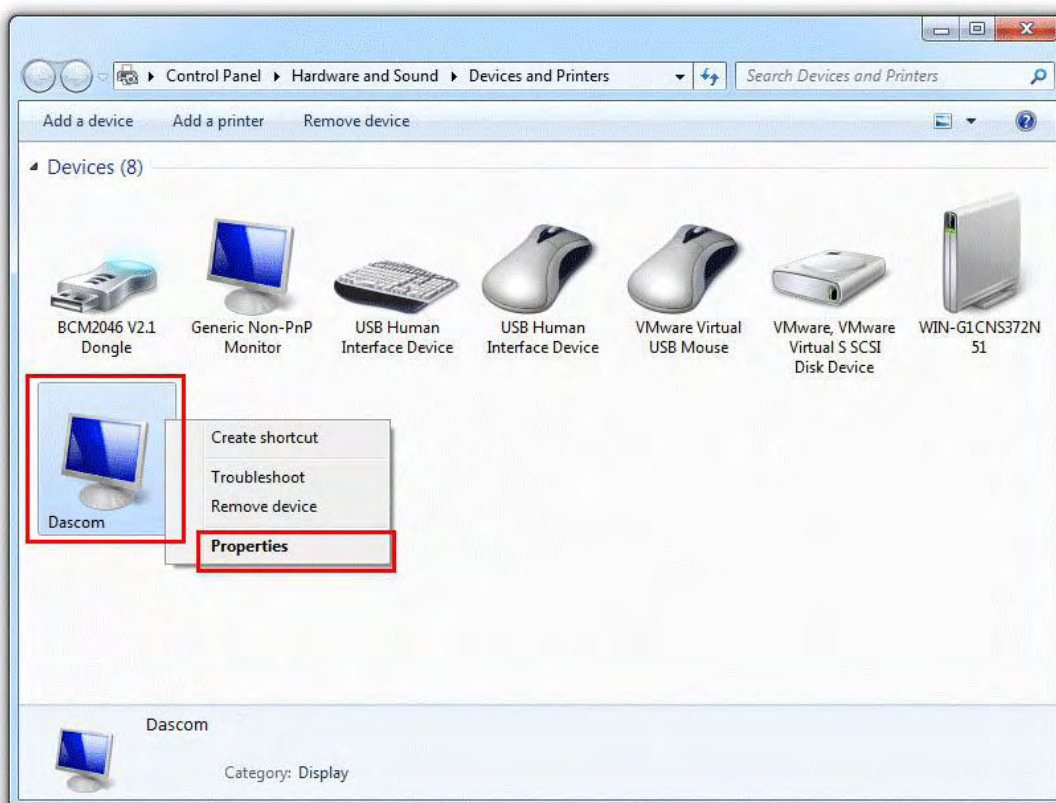 Control Panel Hardware and Sound Devices and Printers Search Devices and Printers
Add a device Add a printer Remove device
Devices (8)
BCM2046 V2.1
Dongle
Generic Non-PnP
Monitor
USB Human
Interface Device
USB Human
Interface Device
VMware Virtual
USB Mouse
VMware, VMware
Virtual S SCSI
Disk Device
WIN-G1CNS372N
51
Dascom
Create shortcut
Troubleshoot
Remove device
Properties
Dascom
Category: Display